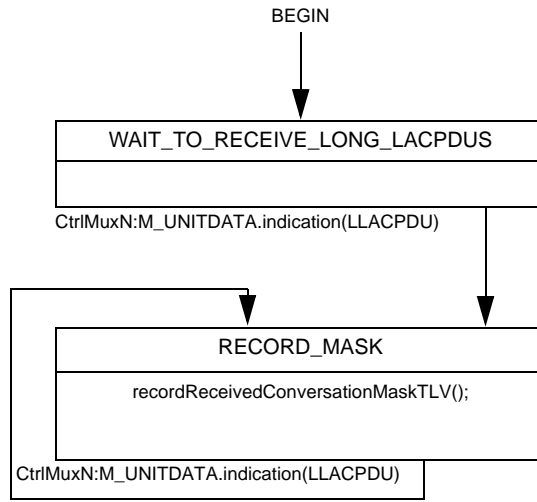 BEGIN
WAIT_TO_RECEIVE_LONG_LACPDUS
CtrlMuxN:M_UNITDATA.indication(LLACPDU)
RECORD_MASK
recordReceivedConversationMaskTLV();
CtrlMuxN:M_UNITDATA.indication(LLACPDU)